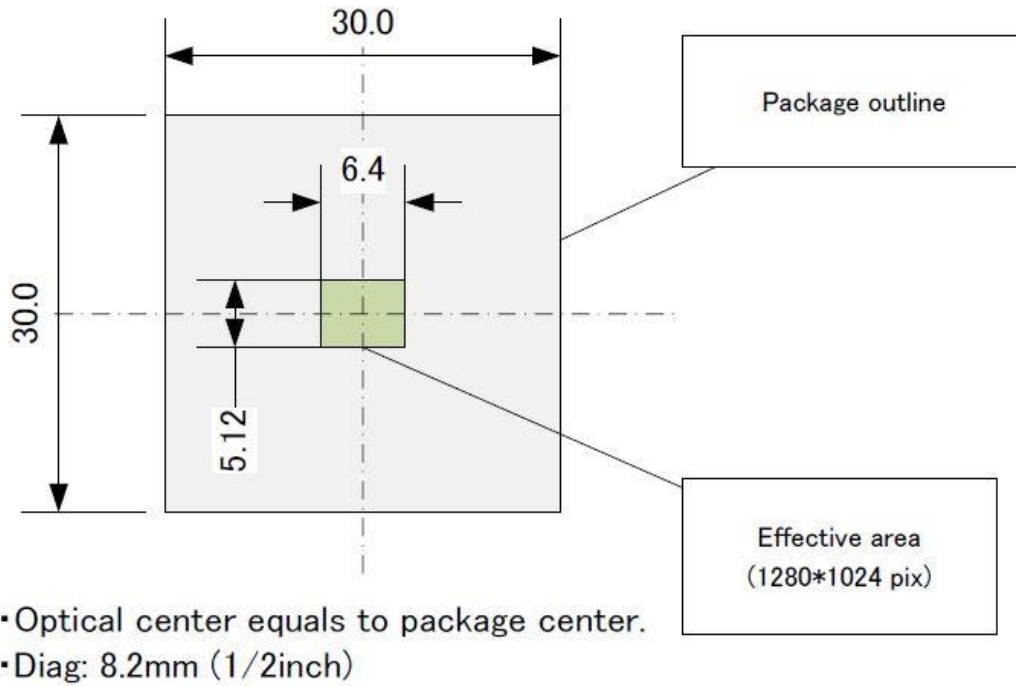 30.0
Package outline
6.4
30.0
5.12
Effective area
(1280*1024 pix)
・Optical center equals to package center.
・Diag: 8.2mm (1/2inch)